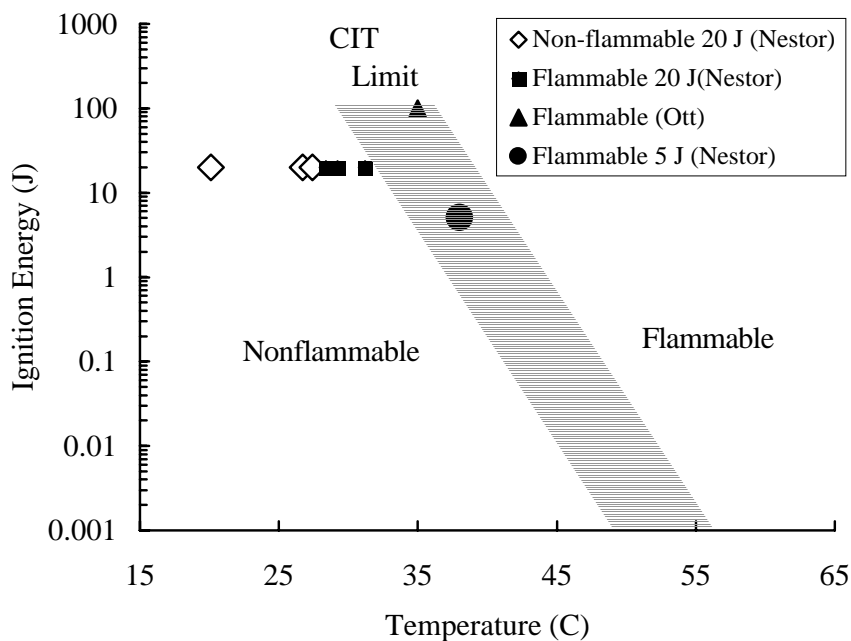 1000
100
10
1
0.1
0.01
0.001
Ignition Energy (J)
CIT
Limit
Non-flammable 20 J (Nestor)
Flammable 20 J(Nestor)
Flammable (Ott)
Flammable 5 J (Nestor)
Nonflammable
Flammable
15 25 35 45 55 65
Temperature (C)